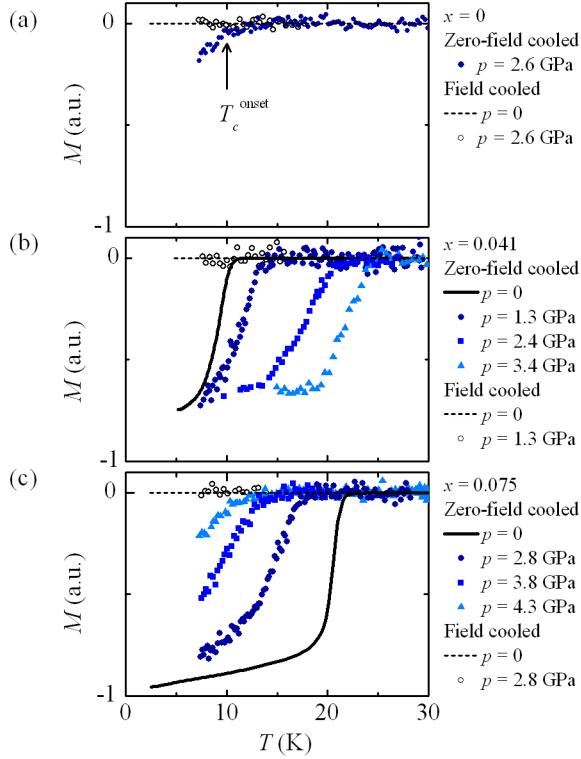 (a)
0
-1
M (a.u.)
T_c^onset
x = 0
Zero-field cooled
p = 2.6 GPa
Field cooled
p = 0
p = 2.6 GPa
(b)
0
-1
M (a.u.)
x = 0.041
Zero-field cooled
p = 0
p = 1.3 GPa
p = 2.4 GPa
p = 3.4 GPa
Field cooled
p = 0
p = 1.3 GPa
(c)
0
-1
M (a.u.)
x = 0.075
Zero-field cooled
p = 0
p = 2.8 GPa
p = 3.8 GPa
p = 4.3 GPa
Field cooled
p = 0
p = 2.8 GPa
0 10 20 30
T (K)